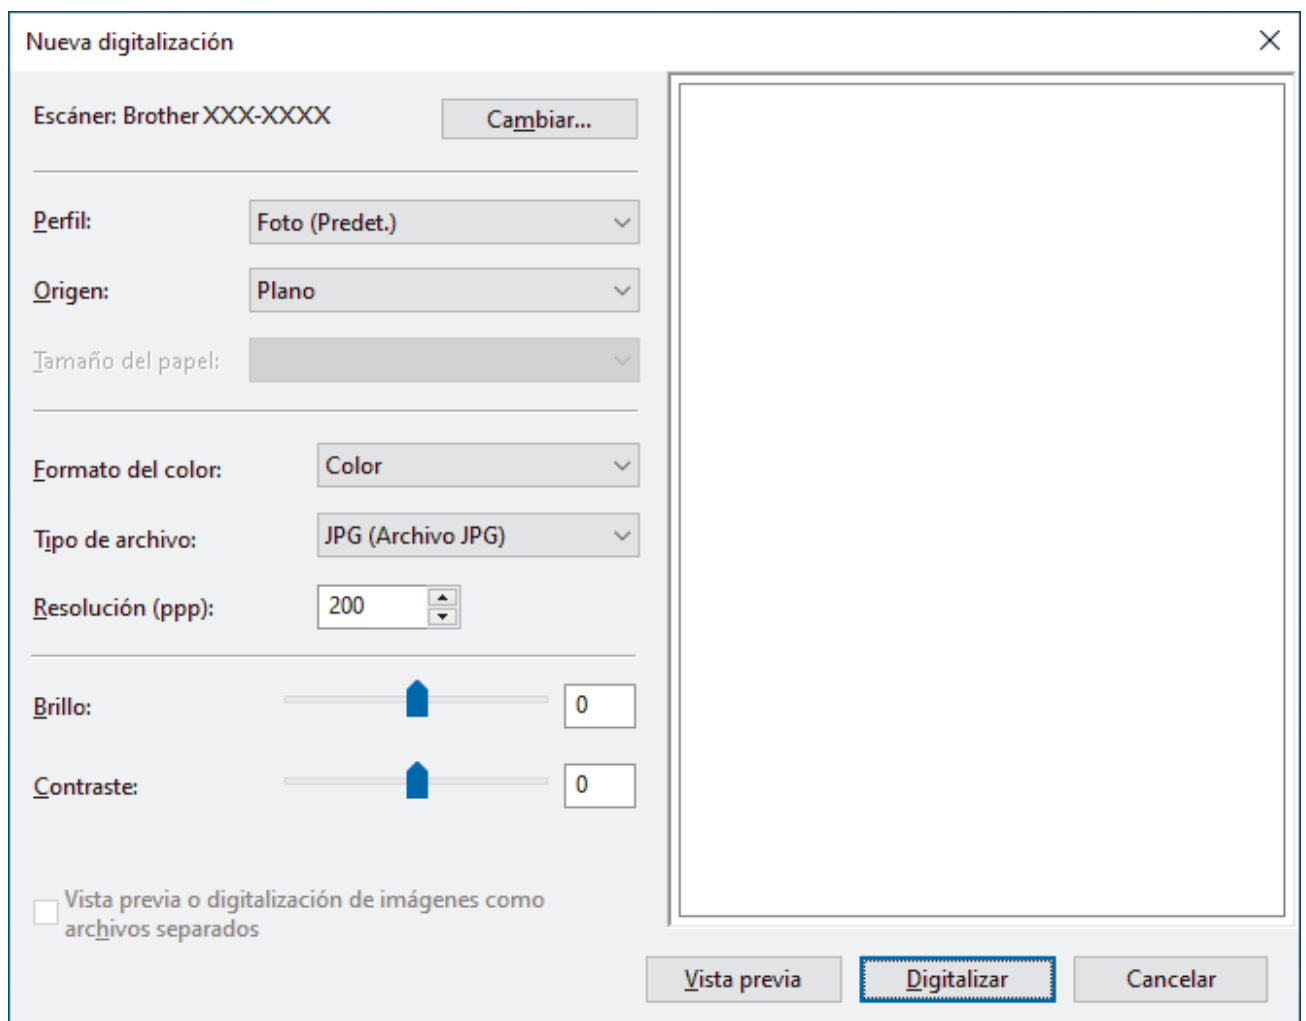 Nueva digitalización
Escáner: Brother XXX-XXXX
Cambiar...
Perfil:
Foto (Predet.)
Origen:
Plano
Tamaño del papel:
Formato del color:
Color
Tipo de archivo:
JPG (Archivo JPG)
Resolución (ppp):
200
Brillo:
0
Contraste:
0
Vista previa o digitalización de imágenes como
archivos separados
Vista previa
Digitalizar
Cancelar